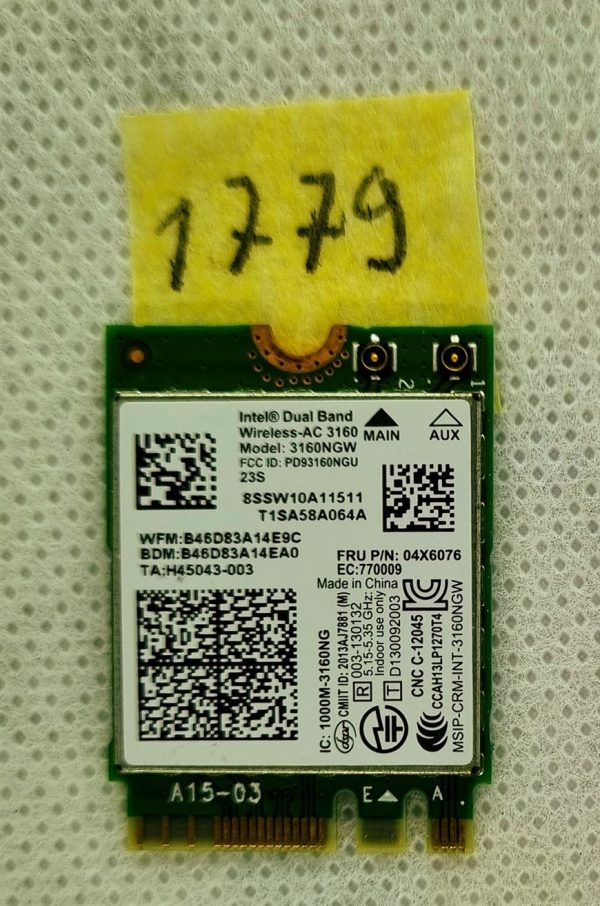 1779
2
1
Intel® Dual Band
Wireless-AC 3160
Model: 3160NGW
FCC ID: PD93160NGU
23S
MAIN
AUX
8SSW10A11511
T1SA58A064A
WFM:B46D83A14E9C
BDM:B46D83A14EA0
TA:H45043-003
FRU P/N: 04X6076
EC:770009
Made in China
IC: 1000M-3160NG
CMIIT ID: 2013AJ7881 (M)
R 003-130132
5.15-5.35 GHz:
Indoor use only
T D130092003
CNC C-12045
CCAH13LP1270T4
MSIP-CRM-INT-3160NGW
A15-03
E
A